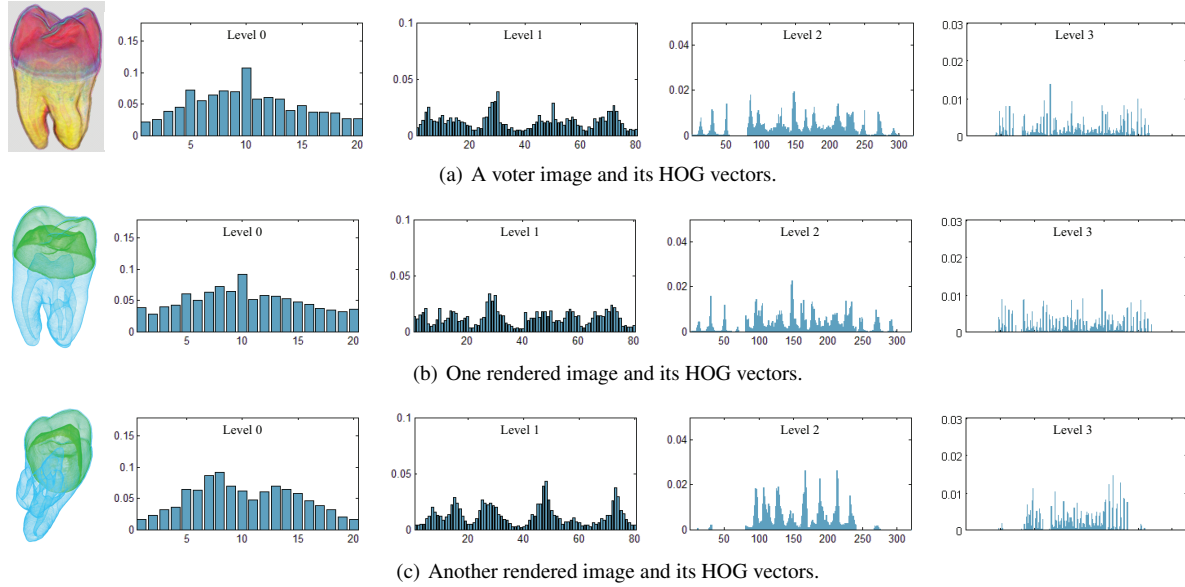 Level 0
0.15
0.1
0.05
0
5 10 15 20
Level 1
0.1
0.05
0
20 40 60 80
Level 2
0.04
0.02
0
50 100 150 200 250 300
Level 3
0.03
0.02
0.01
0
(a) A voter image and its HOG vectors.
Level 0
0.15
0.1
0.05
0
5 10 15 20
Level 1
0.1
0.05
0
20 40 60 80
Level 2
0.04
0.02
0
50 100 150 200 250 300
Level 3
0.03
0.02
0.01
0
(b) One rendered image and its HOG vectors.
Level 0
0.15
0.1
0.05
0
5 10 15 20
Level 1
0.1
0.05
0
20 40 60 80
Level 2
0.04
0.02
0
50 100 150 200 250 300
Level 3
0.03
0.02
0.01
0
(c) Another rendered image and its HOG vectors.